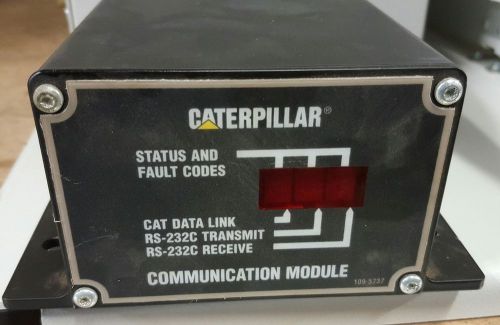 CATERPILLAR®
STATUS AND
FAULT CODES
CAT DATA LINK
RS-232C TRANSMIT
RS-232C RECEIVE
COMMUNICATION MODULE
109-5737